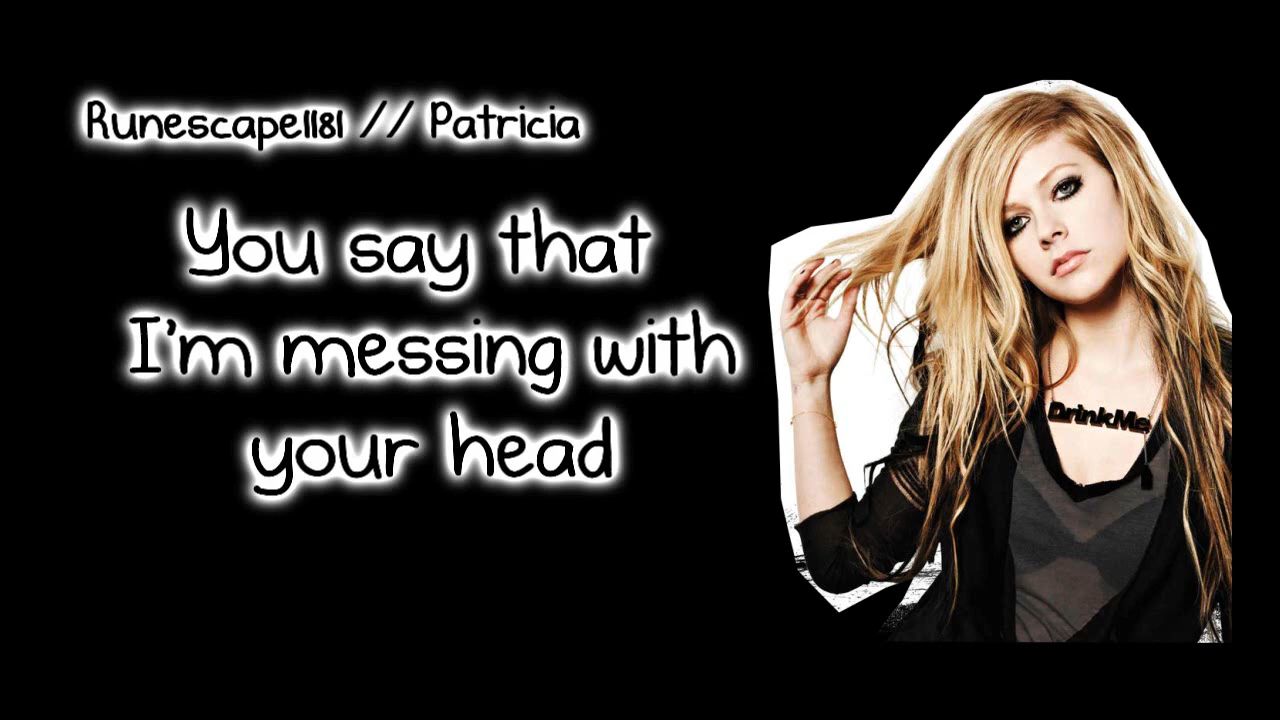 Runescape1181 // Patricia
You say that
I'm messing with
your head
DrinkMe